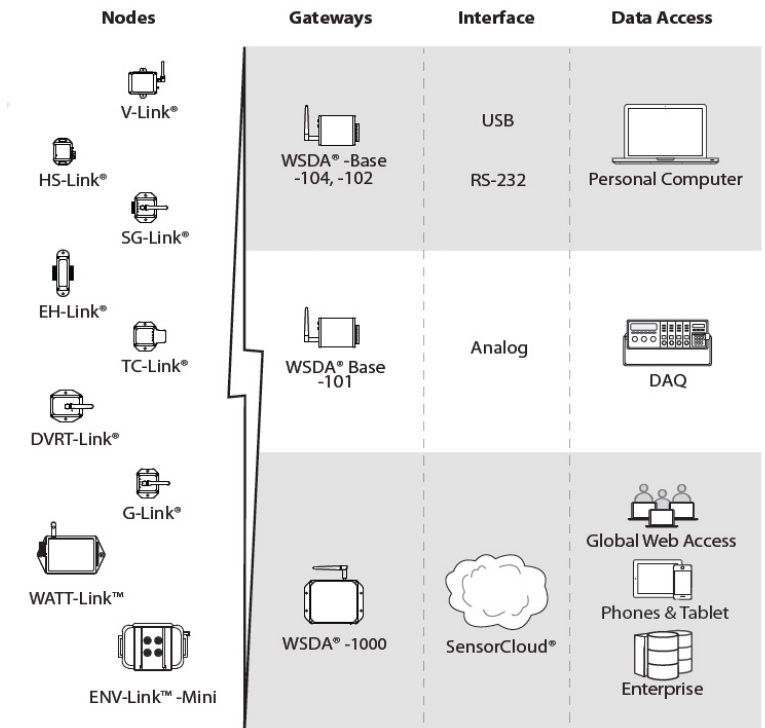 Nodes
Gateways
Interface
Data Access
V-Link®
HS-Link®
SG-Link®
EH-Link®
TC-Link®
DVRT-Link®
G-Link®
WATT-Link™
ENV-Link™ -Mini
WSDA® -Base
-104, -102
USB
RS-232
Personal Computer
WSDA® Base
-101
Analog
DAQ
WSDA® -1000
SensorCloud®
Global Web Access
Phones & Tablet
Enterprise